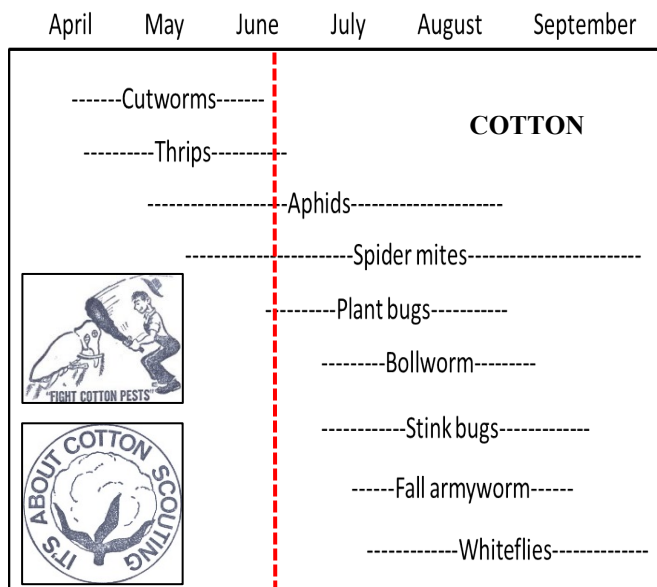 April May June July August September
Cutworms
COTTON
Thrips
Aphids
Spider mites
Plant bugs
"FIGHT COTTON PESTS"
Bollworm
Stink bugs
IT'S ABOUT COTTON SCOUTING
Fall armyworm
Whiteflies